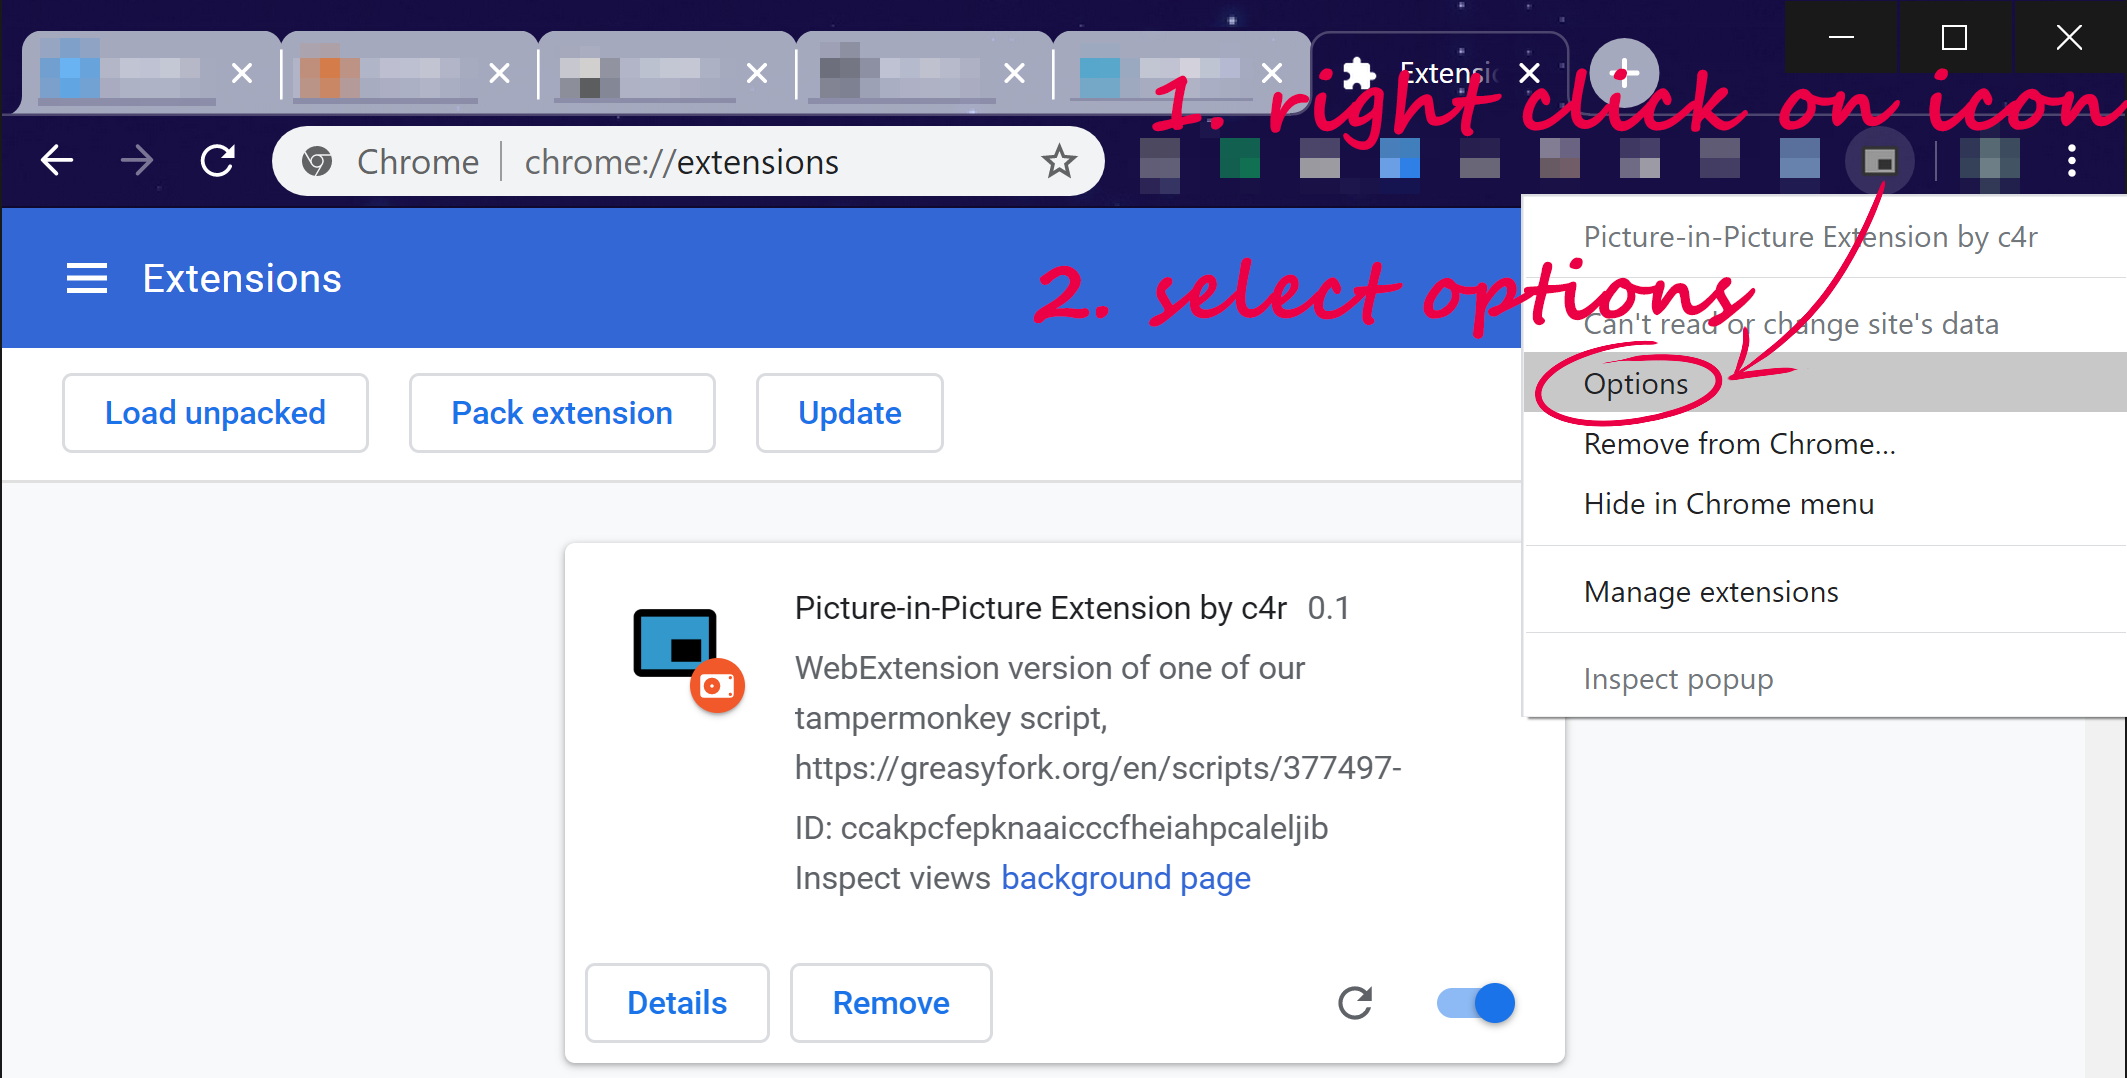 Extensi
1. right click on icon
Chrome
chrome://extensions
Extensions
2. select options
Picture-in-Picture Extension by c4r
Can't read or change site's data
Options
Remove from Chrome...
Hide in Chrome menu
Manage extensions
Inspect popup
Load unpacked
Pack extension
Update
Picture-in-Picture Extension by c4r 0.1
WebExtension version of one of our
tampermonkey script,
https://greasyfork.org/en/scripts/377497-
ID: ccakpcfepknaaicccfheiahpcaleljib
Inspect views background page
Details
Remove